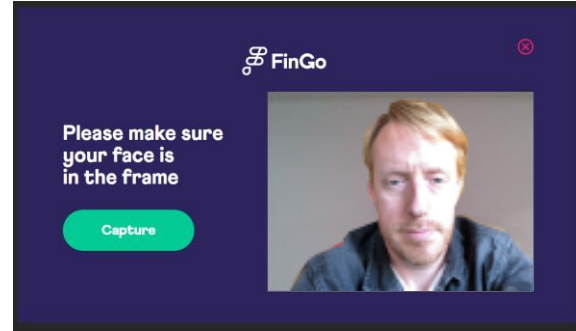 FinGo
Please make sure
your face is
in the frame
Capture